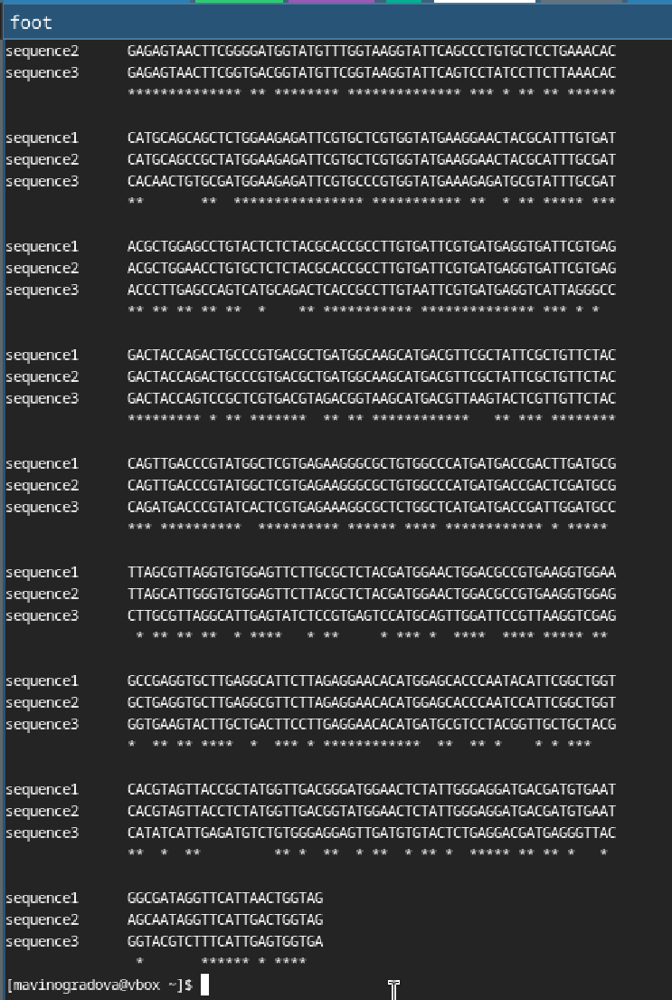 foot
sequence2      GAGAGTAACTTCGGGGATGGTATGTTTGGTAAGGTATTCAGCCCTGTGCTCCTGAAACAC
sequence3      GAGAGTAACTTCGGTGACGGTATGTTCGGTAAGGTATTCAGTCCTATCCTTCTTAAACAC
               ************** ** ******** ************** *** * ** ** ******
sequence1      CATGCAGCAGCTCTGGAAGAGATTCGTGCTCGTGGTATGAAGGAACTACGCATTTGTGAT
sequence2      CATGCAGCCGCTATGGAAGAGATTCGTGCTCGTGGTATGAAGGAACTACGCATTTGCGAT
sequence3      CACAACTGTGCGATGGAAGAGATTCGTGCCCGTGGTATGAAAGAGATGCGTATTTGCGAT
               **       **  **************** *********** **  * ** ***** ***
sequence1      ACGCTGGAGCCTGTACTCTCTACGCACCGCCTTGTGATTCGTGATGAGGTGATTCGTGAG
sequence2      ACGCTGGAACCTGTGCTCTCTACGCACCGCCTTGTGATTCGTGATGAGGTGATTCGTGAG
sequence3      ACCCTTGAGCCAGTCATGCAGACTCACCGCCTTGTAATTCGTGATGAGGTCATTAGGGCC
               ** ** ** ** **  *    ** *********** ************** *** * *
sequence1      GACTACCAGACTGCCCGTGACGCTGATGGCAAGCATGACGTTCGCTATTCGCTGTTCTAC
sequence2      GACTACCAGACTGCCCGTGACGCTGATGGCAAGCATGACGTTCGCTATTCGCTGTTCTAC
sequence3      GACTACCAGTCCGCTCGTGACGTAGACGGTAAGCATGACGTTAAGTACTCGTTGTTCTAC
               ********* * ** *******  ** ** ************   ** *** ********
sequence1      CAGTTGACCCGTATGGCTCGTGAGAAGGGCGCTGTGGCCCATGATGACCGACTTGATGCG
sequence2      CAGTTGACCCGTATGGCTCGTGAGAAGGGCGCTGTGGCCCATGATGACCGACTCGATGCG
sequence3      CAGATGACCCGTATCACTCGTGAGAAAGGCGCTCTGGCTCATGATGACCGATTGGATGCC
               *** **********  ********** ****** **** ************ * *****
sequence1      TTAGCGTTAGGTGTGGAGTTCTTGCGCTCTACGATGGAACTGGACGCCGTGAAGGTGGAA
sequence2      TTAGCATTGGGTGTGGAGTTCTTACGCTCTACGATGGAACTGGACGCCGTGAAGGTGGAG
sequence3      CTTGCGTTAGGCATTGAGTATCTCCGTGAGTCCATGCAGTTGGATTCCGTTAAGGTCGAG
                * ** ** **  * ****   * **     * *** *  ****  **** ***** **
sequence1      GCCGAGGTGCTTGAGGCATTCTTAGAGGAACACATGGAGCACCCAATACATTCGGCTGGT
sequence2      GCTGAGGTGCTTGAGGCGTTCTTAGAGGAACACATGGAGCACCCAATCCATTCGGCTGGT
sequence3      GGTGAAGTACTTGCTGACTTCCTTGAGGAACACATGATGCGTCCTACGGTTGCTGCTACG
               *  ** ** ****  *  *** * ************  **  ** *    * * ***
sequence1      CACGTAGTTACCGCTATGGTTGACGGGATGGAACTCTATTGGGAGGATGACGATGTGAAT
sequence2      CACGTAGTTACCTCTATGGTTGACGGTATGGAACTCTATTGGGAGGATGACGATGTGAAT
sequence3      CATATCATTGAGATGTCTGTGGGAGGAGTTGATGTGTACTCTGAGGACGATGAGGGTTAC
               **  *  **         ** *  **  * **  * ** *  ***** ** ** *   *
sequence1      GGCGATAGGTTCATTAACTGGTAG
sequence2      AGCAATAGGTTCATTGACTGGTAG
sequence3      GGTACGTCTTTCATTGAGTGGTGA
                *       ****** * ****
[mavinogradova@vbox ~]$